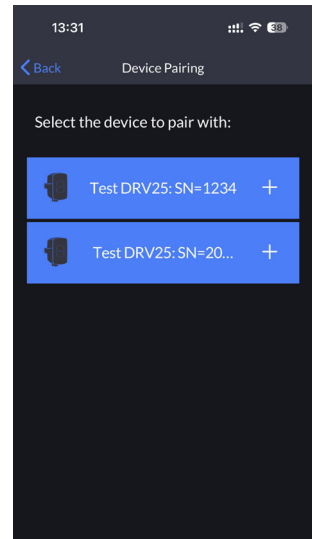 13:31
38
Back
Device Pairing
Select the device to pair with:
Test DRV25: SN=1234 +
Test DRV25: SN=20... +